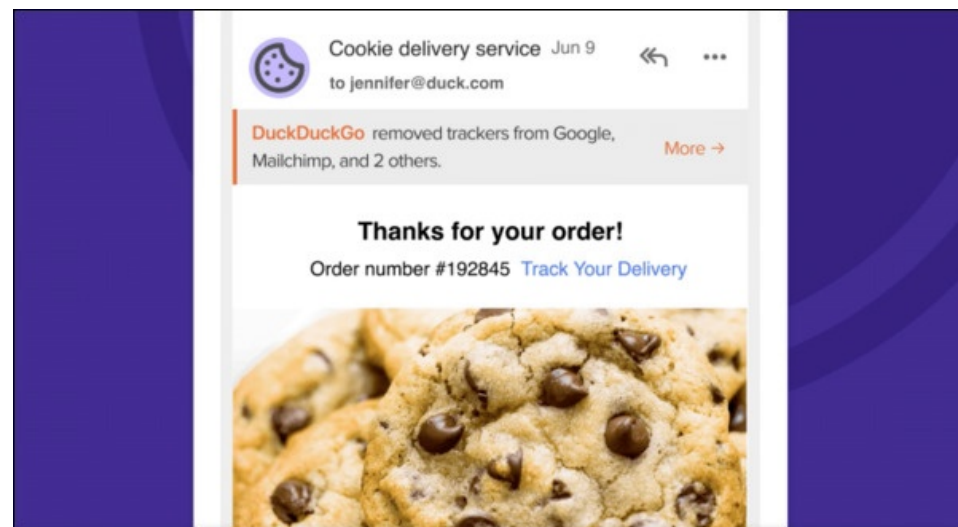 Cookie delivery service Jun 9
to jennifer@duck.com
DuckDuckGo removed trackers from Google,
Mailchimp, and 2 others.
More →
Thanks for your order!
Order number #192845 Track Your Delivery